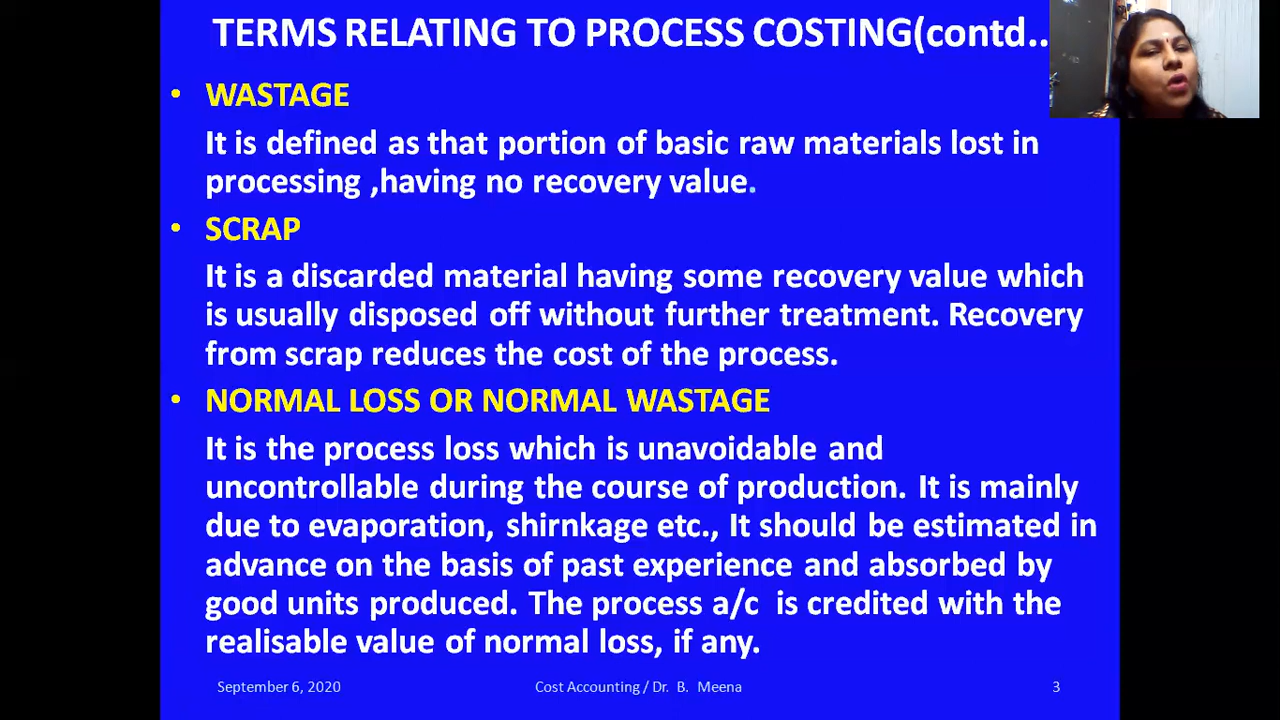 TERMS RELATING TO PROCESS COSTING(contd..
• WASTAGE
It is defined as that portion of basic raw materials lost in
processing ,having no recovery value.
• SCRAP
It is a discarded material having some recovery value which
is usually disposed off without further treatment. Recovery
from scrap reduces the cost of the process.
• NORMAL LOSS OR NORMAL WASTAGE
It is the process loss which is unavoidable and
uncontrollable during the course of production. It is mainly
due to evaporation, shirnkage etc., It should be estimated in
advance on the basis of past experience and absorbed by
good units produced. The process a/c is credited with the
realisable value of normal loss, if any.
September 6, 2020 Cost Accounting / Dr. B. Meena 3